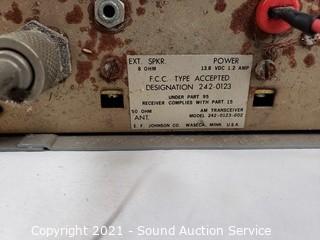 EXT. SPKR. POWER
8 OHM 13.8 VDC 1.2 AMP
F.C.C. TYPE ACCEPTED
DESIGNATION 242-0123
UNDER PART 95
RECEIVER COMPLIES WITH PART 15
50 OHM AM TRANSCEIVER
ANT. MODEL 242-0123-002
E. F. JOHNSON CO. WASECA, MINN. U.S.A.
Copyright 2021 - Sound Auction Service